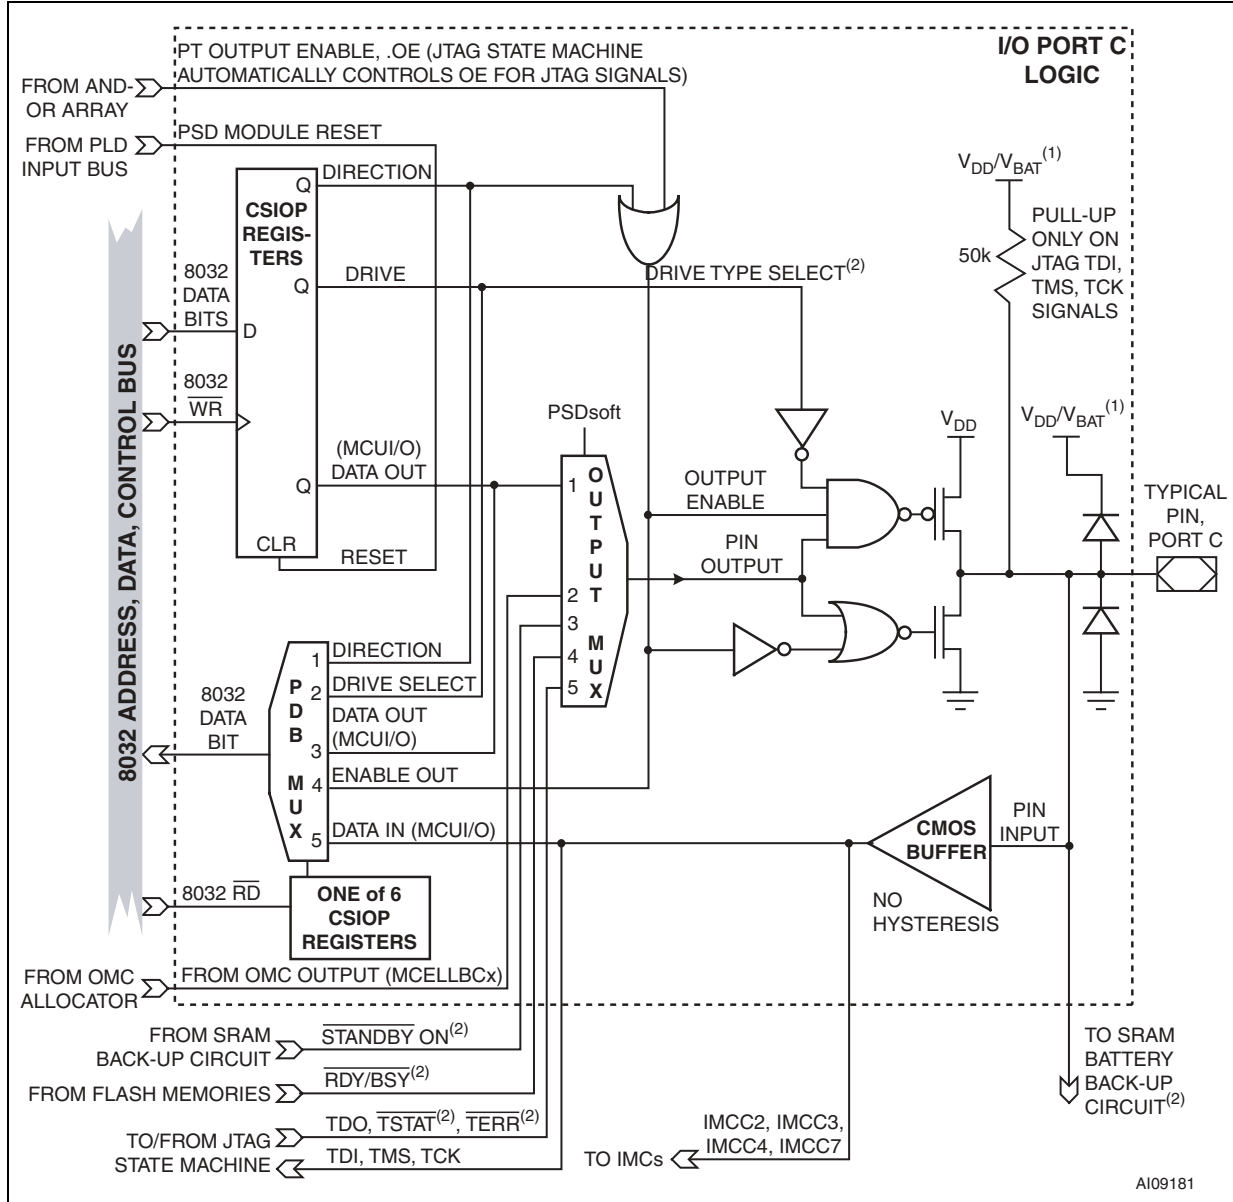 PT OUTPUT ENABLE, .OE (JTAG STATE MACHINE
AUTOMATICALLY CONTROLS OE FOR JTAG SIGNALS)
I/O PORT C
LOGIC
FROM AND-
OR ARRAY
PSD MODULE RESET
FROM PLD
INPUT BUS
Q
DIRECTION
CSIOP
REGIS-
TERS
VDD/VBAT(1)
PULL-UP
ONLY ON
JTAG TDI,
TMS, TCK
SIGNALS
50k
8032
DATA
BITS
Q
DRIVE
DRIVE TYPE SELECT(2)
D
8032 ADDRESS, DATA, CONTROL BUS
8032
WR
PSDsoft
VDD
VDD/VBAT(1)
(MCUI/O)
DATA OUT
Q
1
OUTPUT MUX
OUTPUT
ENABLE
TYPICAL
PIN,
PORT C
CLR
RESET
PIN
OUTPUT
2
3
4
5
1
DIRECTION
PDB MUX
2
DRIVE SELECT
8032
DATA
BIT
DATA OUT
(MCUI/O)
3
4
ENABLE OUT
5
DATA IN (MCUI/O)
CMOS
BUFFER
PIN
INPUT
NO
HYSTERESIS
8032 RD
ONE of 6
CSIOP
REGISTERS
FROM OMC
ALLOCATOR
FROM OMC OUTPUT (MCELLBCx)
FROM SRAM
BACK-UP CIRCUIT
STANDBY ON(2)
TO SRAM
BATTERY
BACK-UP
CIRCUIT(2)
FROM FLASH MEMORIES
RDY/BSY(2)
TO/FROM JTAG
STATE MACHINE
TDO, TSTAT(2), TERR(2)
TDI, TMS, TCK
IMCC2, IMCC3,
IMCC4, IMCC7
TO IMCs
AI09181